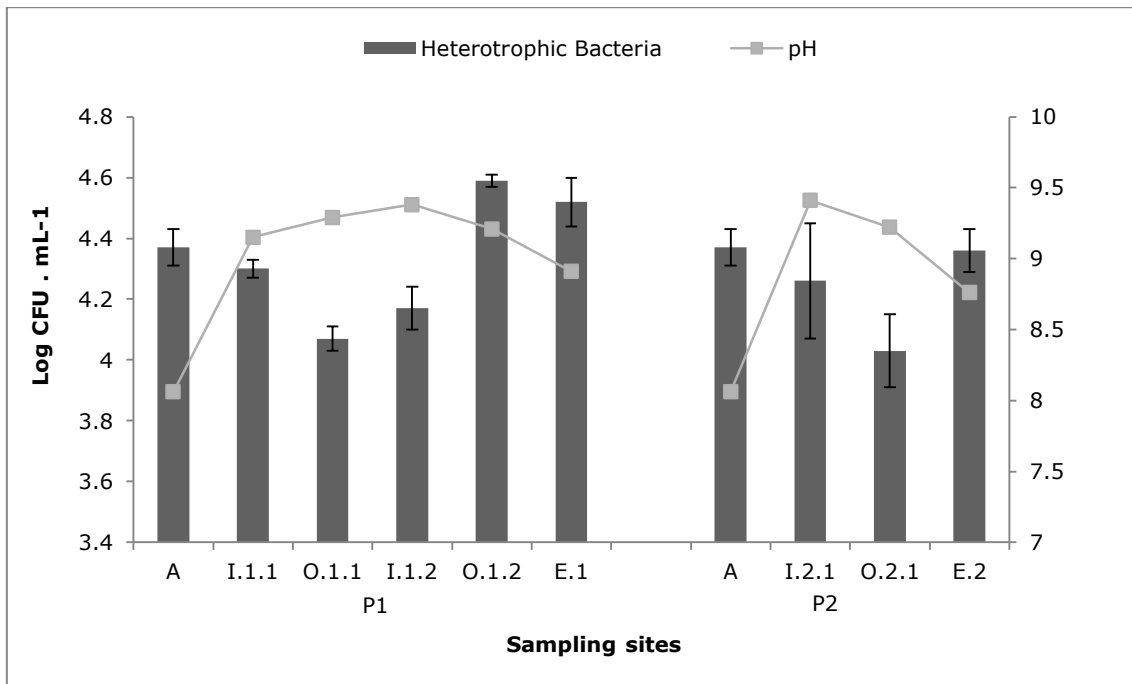 Heterotrophic Bacteria pH
4.8 10
4.6 9.5
4.4 9
4.2 8.5
4 8
3.8 7.5
3.6
3.4 7
Log CFU . mL-1
A I.1.1 O.1.1 I.1.2 O.1.2 E.1 A I.2.1 O.2.1 E.2
P1 P2
Sampling sites